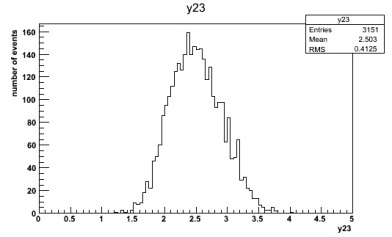 y23
y23
Entries 3151
Mean 2.503
RMS 0.4125
number of events
160
140
120
100
80
60
40
20
0
0 0.5 1 1.5 2 2.5 3 3.5 4 4.5 5
y23